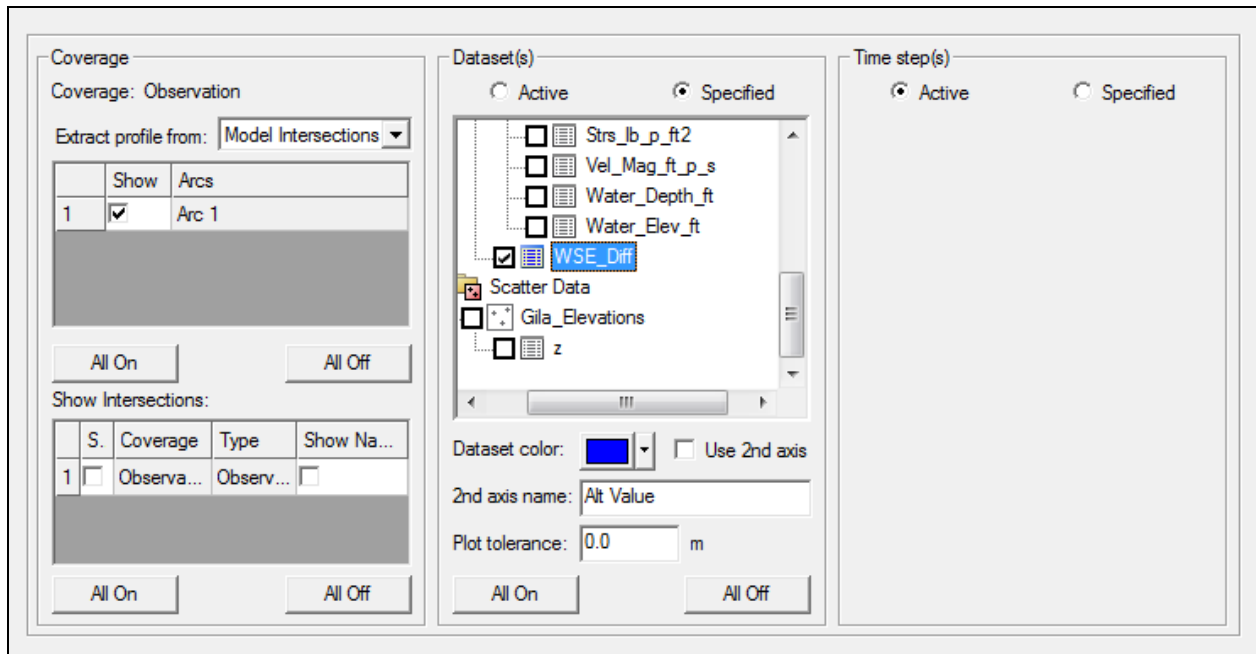 Coverage
Coverage: Observation
Extract profile from: Model Intersections
Show Arcs
1 Arc 1
All On All Off
Show Intersections:
S. Coverage Type Show Na...
1 Observa... Observ...
All On All Off
Dataset(s)
Active Specified
Strs_lb_p_ft2
Vel_Mag_ft_p_s
Water_Depth_ft
Water_Elev_ft
WSE_Diff
Scatter Data
Gila_Elevations
z
Dataset color: Use 2nd axis
2nd axis name: Alt Value
Plot tolerance: 0.0 m
All On All Off
Time step(s)
Active Specified